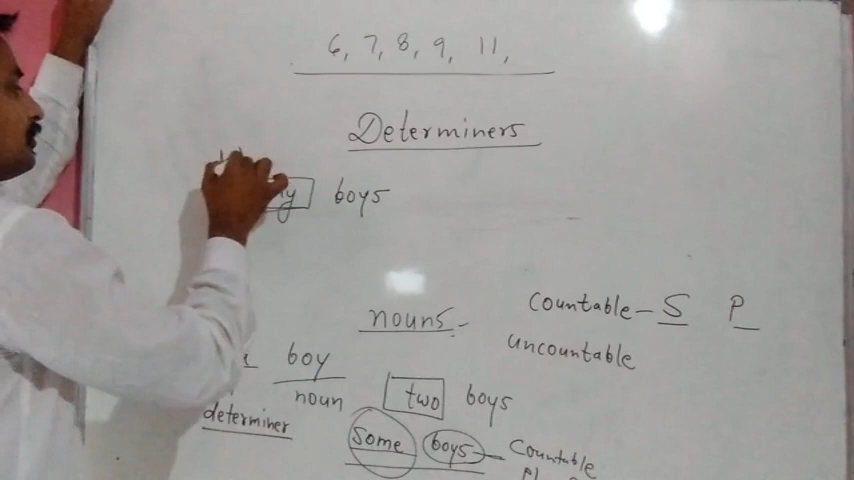 6, 7, 8, 9, 11,
Determiners
boys
nouns - Countable - S P
uncountable
boy
noun two boys
determiner
some boys - Countable